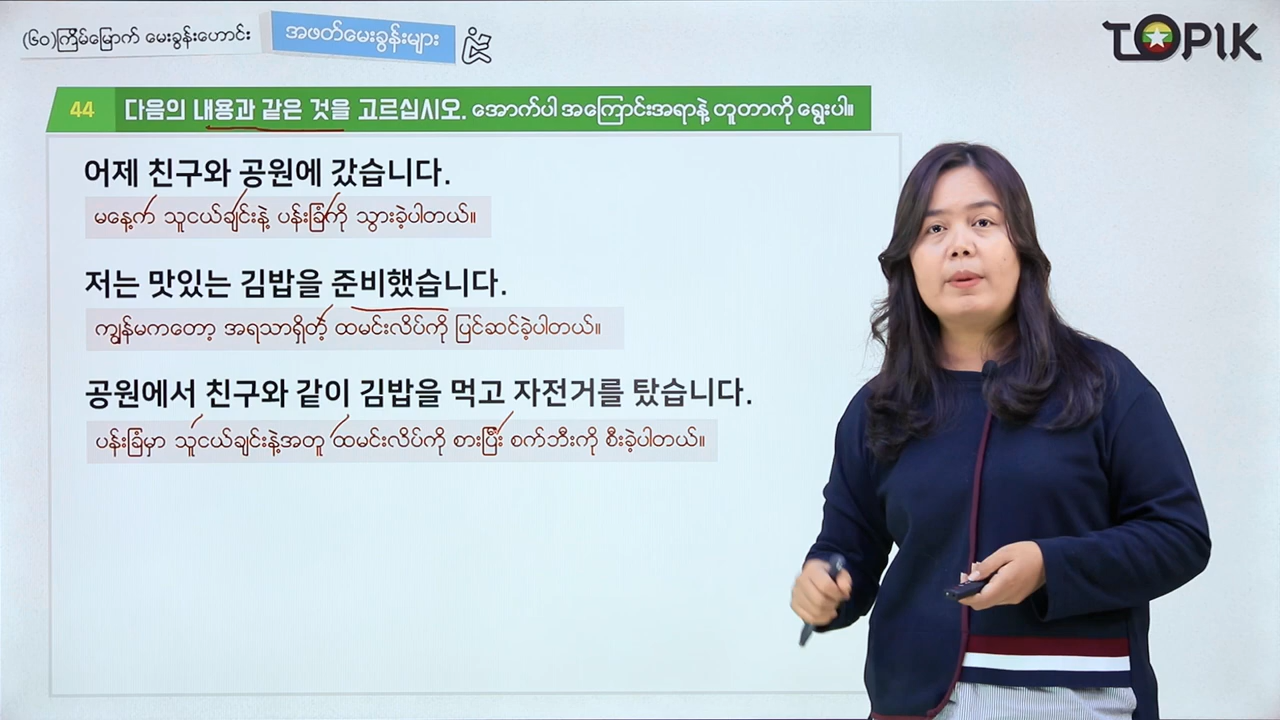 (၆၀)ကြိမ်မြောက် မေးခွန်းဟောင်း
အဖတ်မေးခွန်းများ
TOPIK
44 다음의 내용과 같은 것을 고르십시오. အောက်ပါ အကြောင်းအရာနဲ့ တူတာကို ရွေးပါ။
어제 친구와 공원에 갔습니다.
မနေ့က သူငယ်ချင်းနဲ့ ပန်းခြံကို သွားခဲ့ပါတယ်။
저는 맛있는 김밥을 준비했습니다.
ကျွန်မကတော့ အရသာရှိတဲ့ ထမင်းလိပ်ကို ပြင်ဆင်ခဲ့ပါတယ်။
공원에서 친구와 같이 김밥을 먹고 자전거를 탔습니다.
ပန်းခြံမှာ သူငယ်ချင်းနဲ့အတူ ထမင်းလိပ်ကို စားပြီး စက်ဘီးကို စီးခဲ့ပါတယ်။